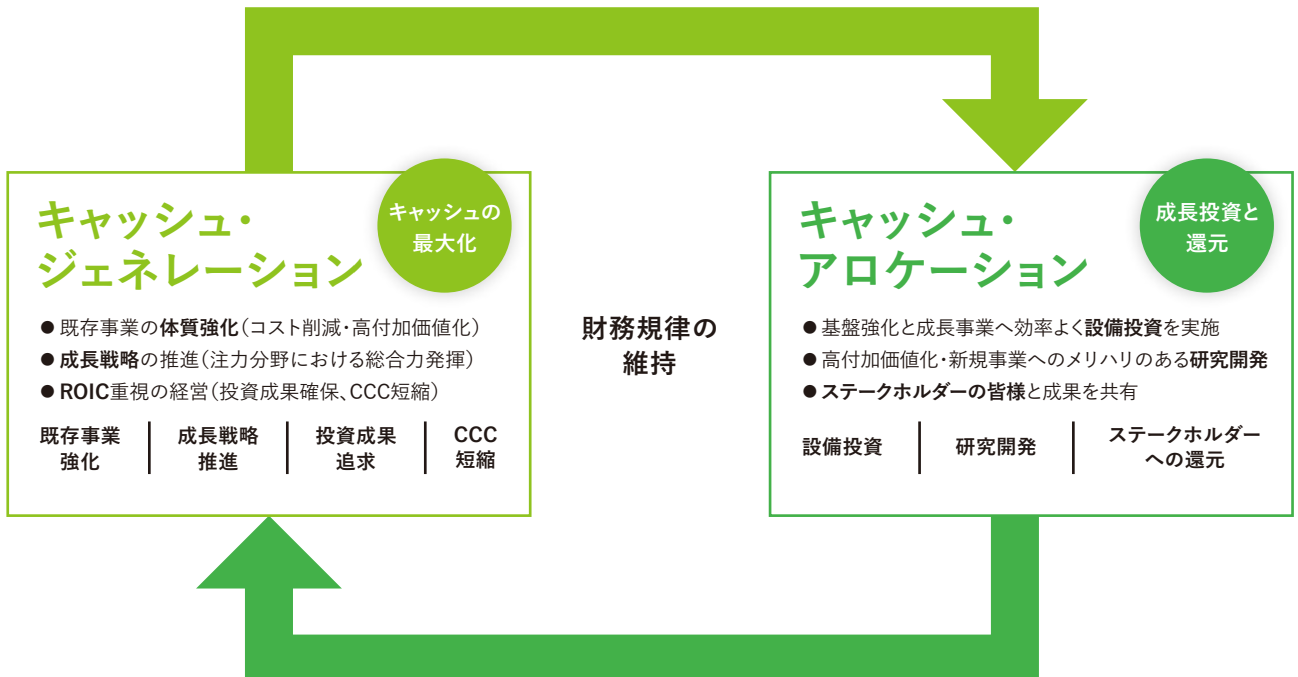 キャッシュ・
ジェネレーション
キャッシュの
最大化
●既存事業の体質強化(コスト削減・高付加価値化)
●成長戦略の推進(注力分野における総合力発揮)
●ROIC重視の経営(投資成果確保、CCC短縮)
既存事業
強化
成長戦略
推進
投資成果
追求
CCC
短縮
財務規律の
維持
キャッシュ・
アロケーション
成長投資と
還元
●基盤強化と成長事業へ効率よく設備投資を実施
●高付加価値化・新規事業へのメリハリのある研究開発
●ステークホルダーの皆様と成果を共有
設備投資
研究開発
ステークホルダー
への還元